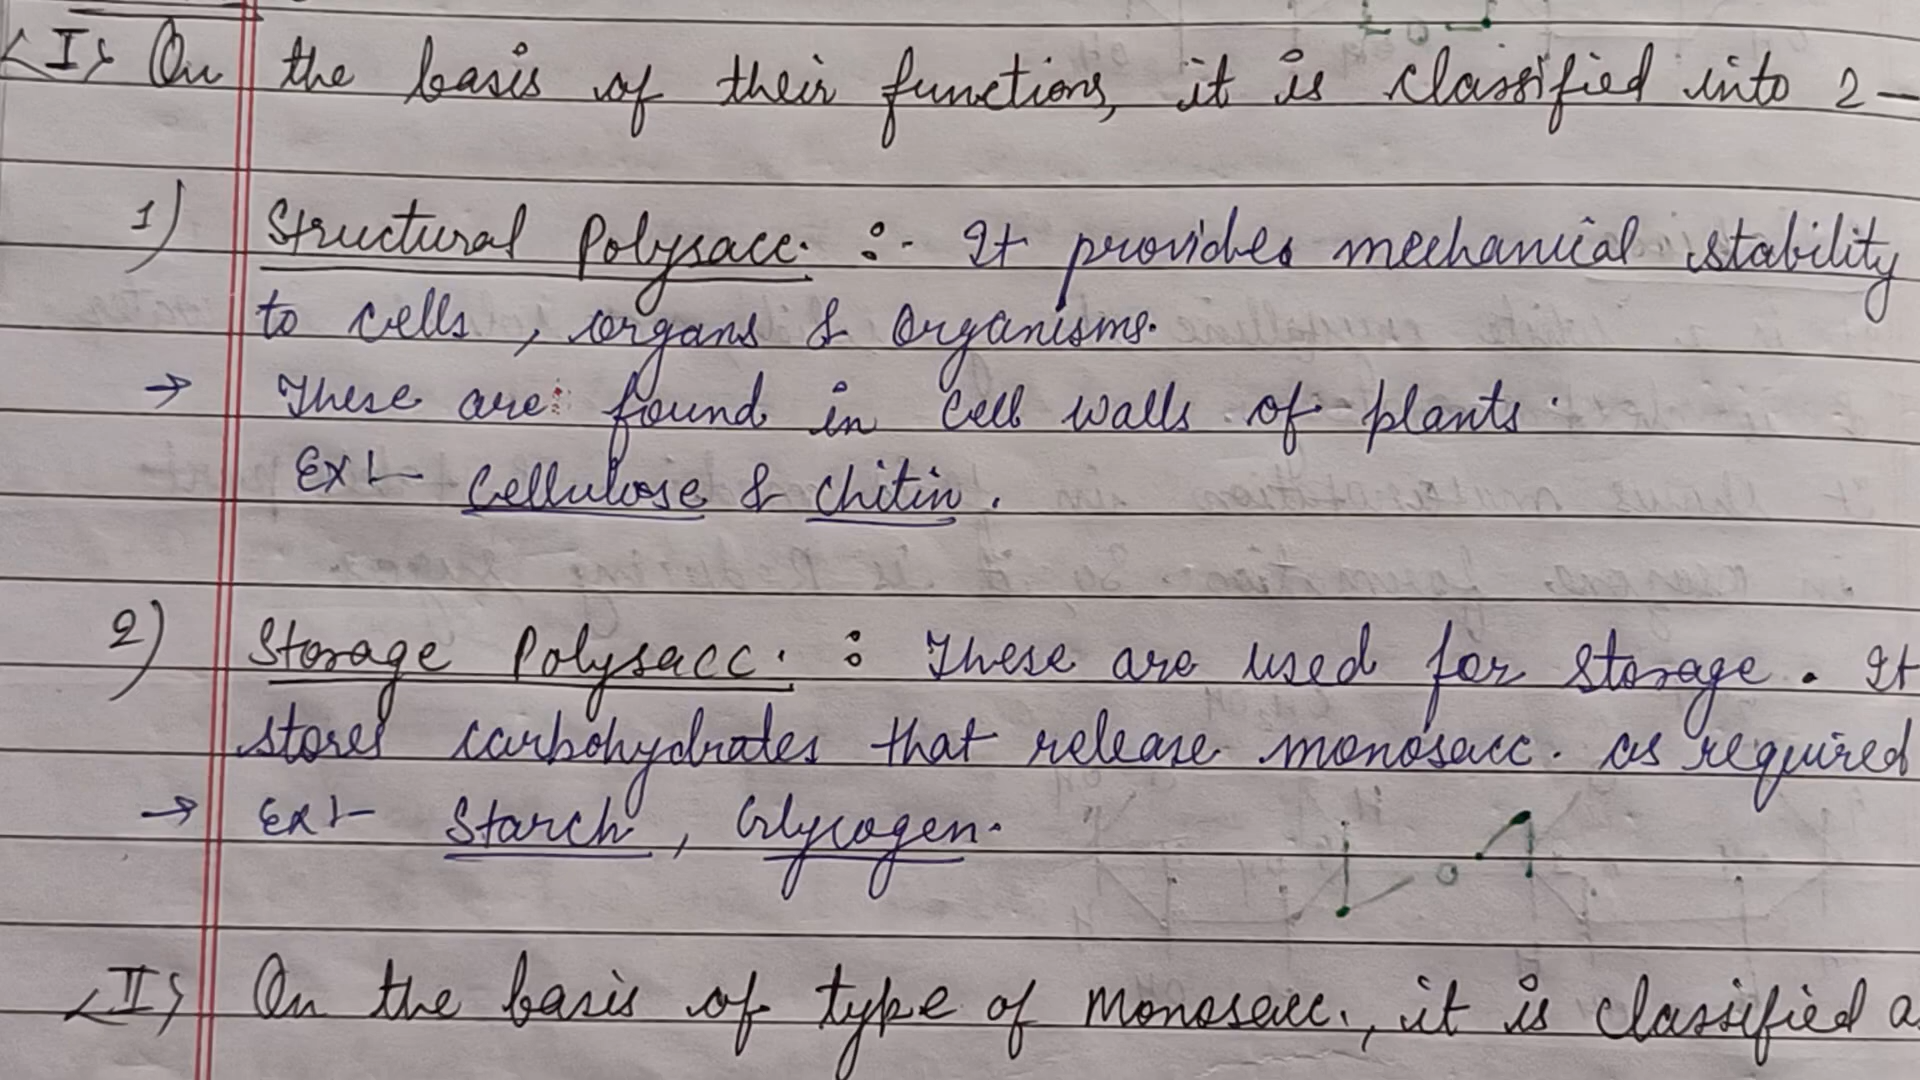 <I> On the basis of their functions, it is classified into 2 –
1) Structural Polysacc. :- It provides mechanical stability
to cells, organs & organisms.
→ These are found in cell walls of plants.
Ex:- Cellulose & Chitin.
2) Storage Polysacc. : These are used for storage. It
stores carbohydrates that release monosacc. as required
→ Ex:- Starch, Glycogen.
<II> On the basis of type of monosacc., it is classified a